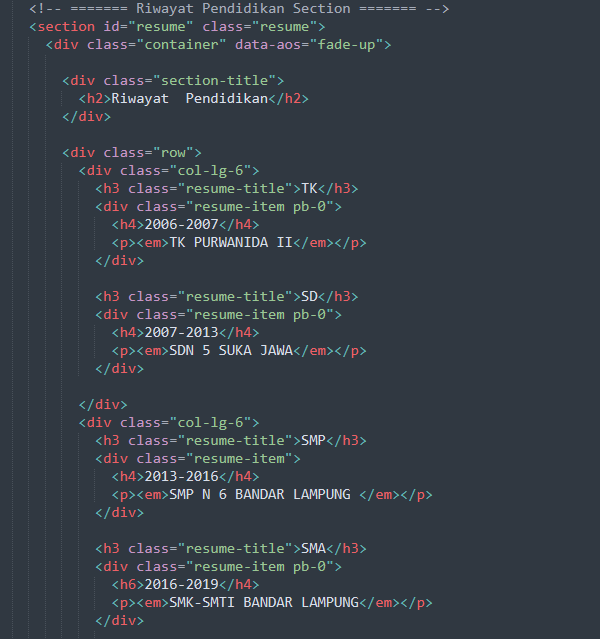 <!-- ======= Riwayat Pendidikan Section ======= -->
<section id="resume" class="resume">
<div class="container" data-aos="fade-up">
<div class="section-title">
<h2>Riwayat  Pendidikan</h2>
</div>
<div class="row">
<div class="col-lg-6">
<h3 class="resume-title">TK</h3>
<div class="resume-item pb-0">
<h4>2006-2007</h4>
<p><em>TK PURWANIDA II</em></p>
</div>
<h3 class="resume-title">SD</h3>
<div class="resume-item pb-0">
<h4>2007-2013</h4>
<p><em>SDN 5 SUKA JAWA</em></p>
</div>
</div>
<div class="col-lg-6">
<h3 class="resume-title">SMP</h3>
<div class="resume-item">
<h4>2013-2016</h4>
<p><em>SMP N 6 BANDAR LAMPUNG </em></p>
</div>
<h3 class="resume-title">SMA</h3>
<div class="resume-item pb-0">
<h6>2016-2019</h4>
<p><em>SMK-SMTI BANDAR LAMPUNG</em></p>
</div>